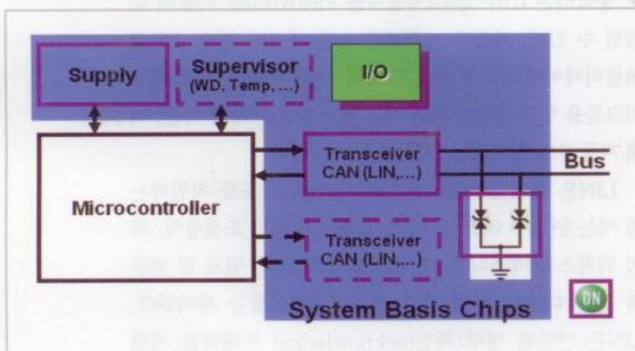 Supply
Supervisor
(WD, Temp, ...)
I/O
Microcontroller
Transceiver
CAN (LIN,...)
Bus
Transceiver
CAN (LIN,...)
System Basis Chips
ON